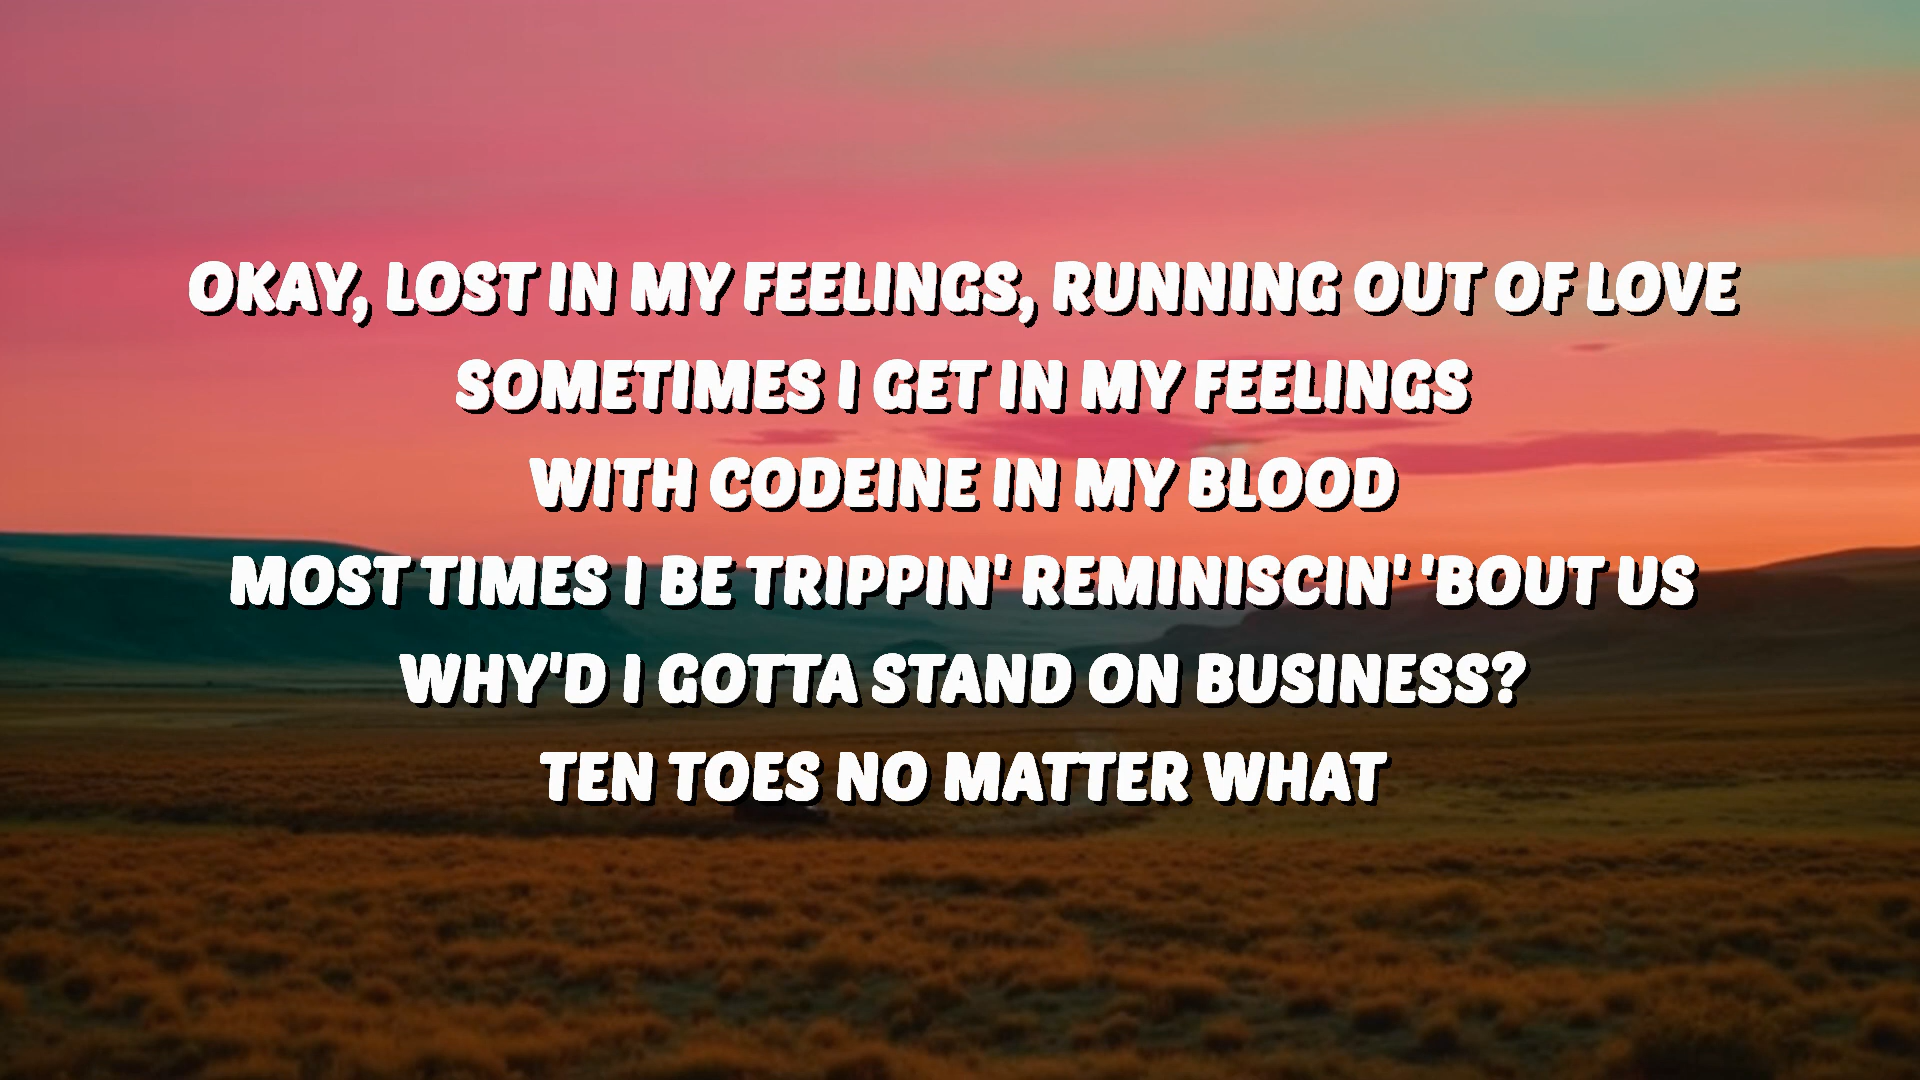 OKAY, LOST IN MY FEELINGS, RUNNING OUT OF LOVE
SOMETIMES I GET IN MY FEELINGS
WITH CODEINE IN MY BLOOD
MOST TIMES I BE TRIPPIN' REMINISCIN' 'BOUT US
WHY'D I GOTTA STAND ON BUSINESS?
TEN TOES NO MATTER WHAT